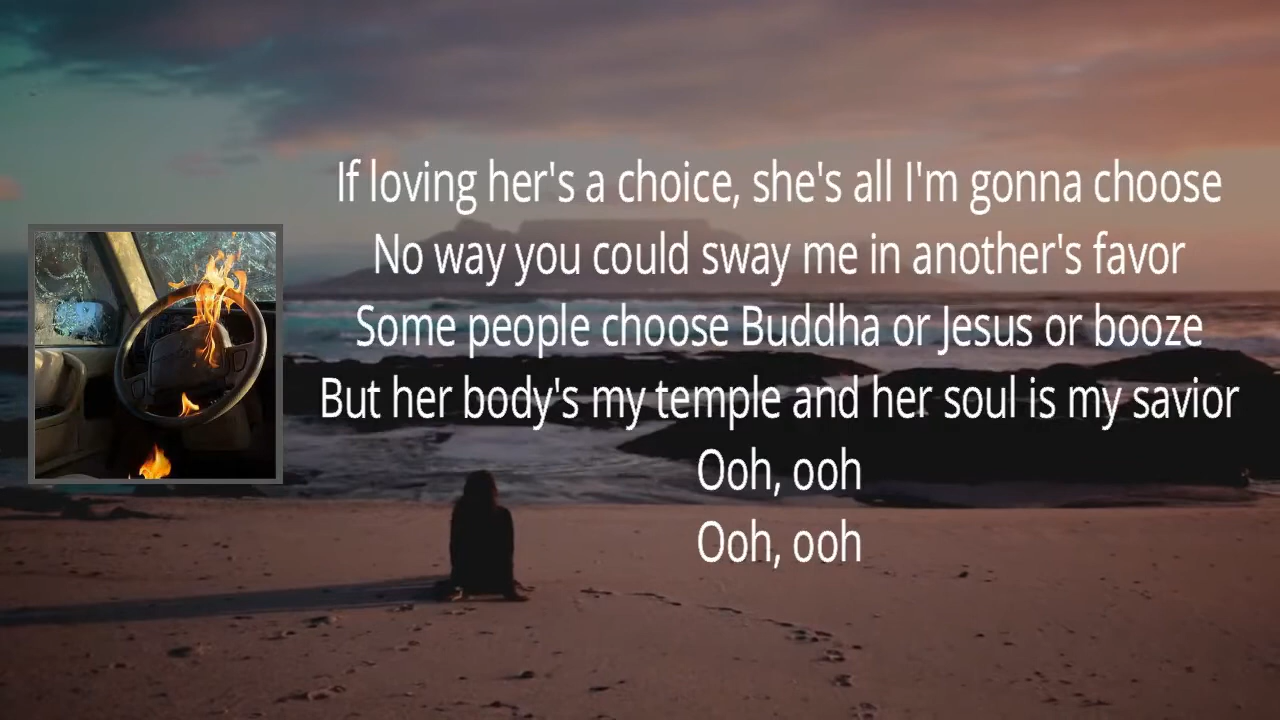 If loving her's a choice, she's all I'm gonna choose
No way you could sway me in another's favor
Some people choose Buddha or Jesus or booze
But her body's my temple and her soul is my savior
Ooh, ooh
Ooh, ooh